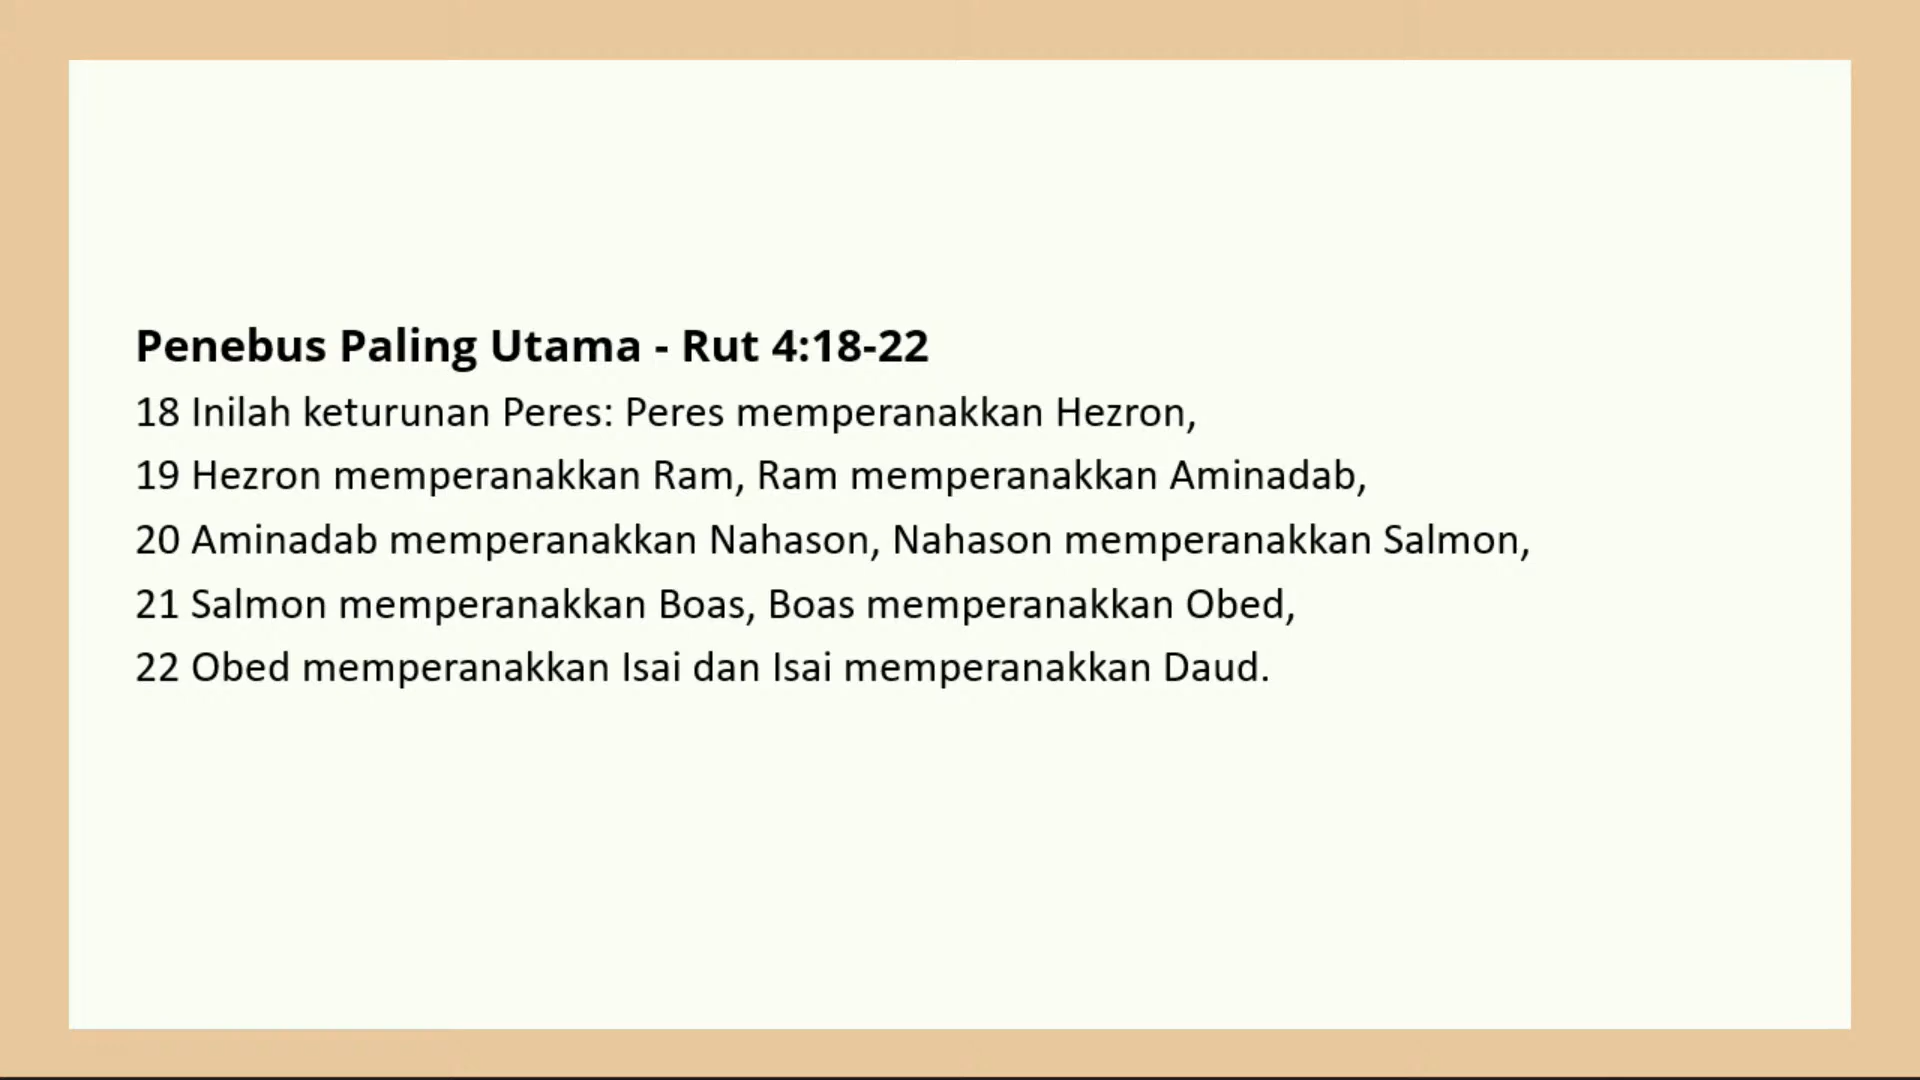 Penebus Paling Utama - Rut 4:18-22
18 Inilah keturunan Peres: Peres memperanakkan Hezron,
19 Hezron memperanakkan Ram, Ram memperanakkan Aminadab,
20 Aminadab memperanakkan Nahason, Nahason memperanakkan Salmon,
21 Salmon memperanakkan Boas, Boas memperanakkan Obed,
22 Obed memperanakkan Isai dan Isai memperanakkan Daud.